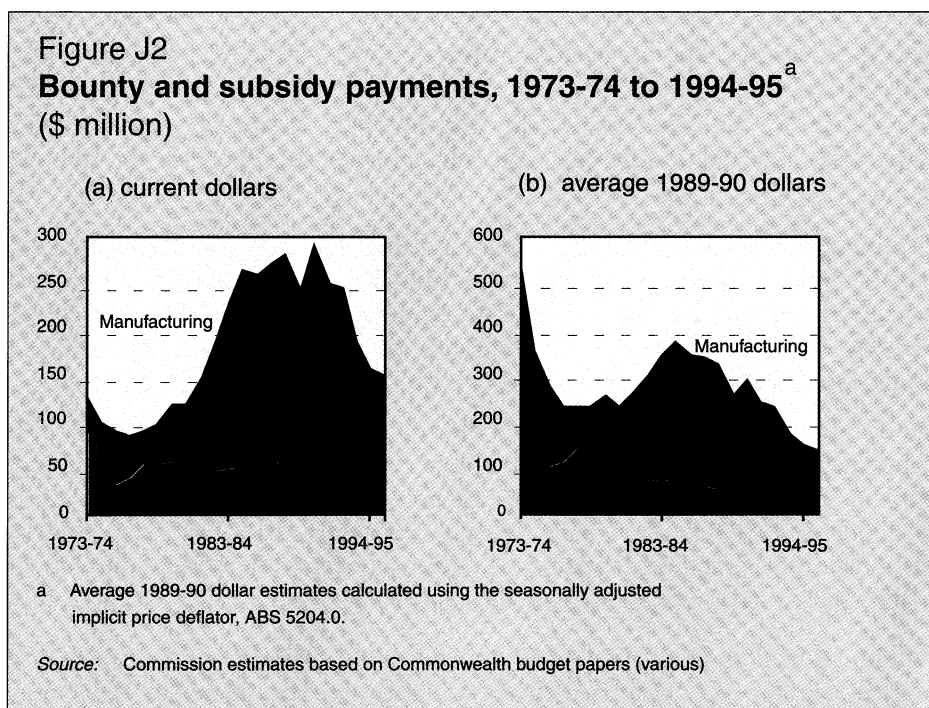 Figure J2
Bounty and subsidy payments, 1973-74 to 1994-95a
($ million)
(a) current dollars
300
250
200
150
100
50
0
Manufacturing
1973-74
1983-84
1994-95
(b) average 1989-90 dollars
600
500
400
300
200
100
0
Manufacturing
1973-74
1983-84
1994-95
a Average 1989-90 dollar estimates calculated using the seasonally adjusted
implicit price deflator, ABS 5204.0.
Source: Commission estimates based on Commonwealth budget papers (various)